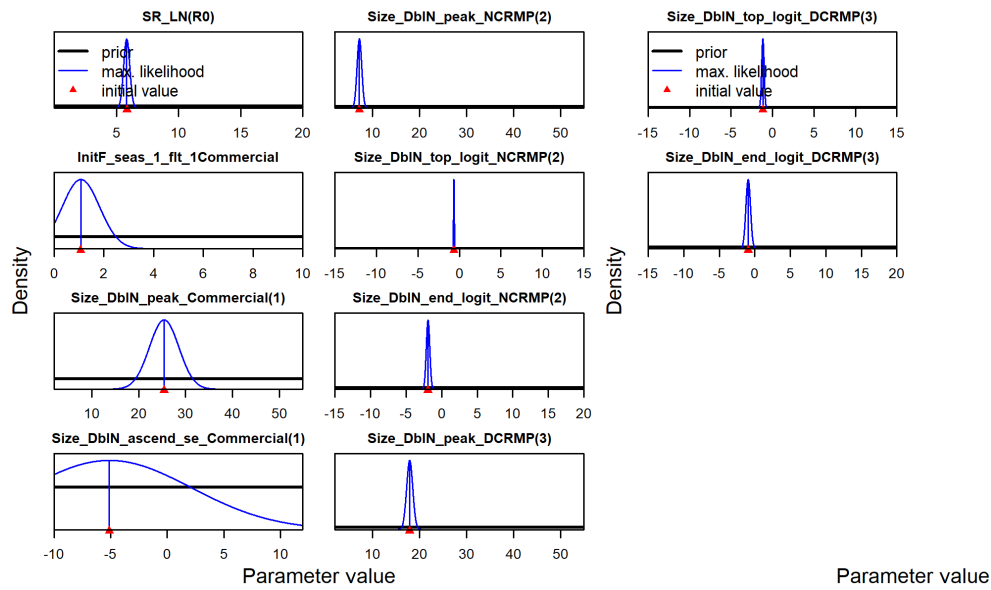 SR_LN(R0)
prior
max. likelihood
initial value
5 10 15 20
InitF_seas_1_flt_1Commercial
0 2 4 6 8 10
Size_DblN_peak_Commercial(1)
10 20 30 40 50
Size_DblN_ascend_se_Commercial(1)
-10 -5 0 5 10
Size_DblN_peak_NCRMP(2)
10 20 30 40 50
Size_DblN_top_logit_NCRMP(2)
-15 -10 -5 0 5 10 15
Size_DblN_end_logit_NCRMP(2)
-15 -10 -5 0 5 10 15 20
Size_DblN_peak_DCRMP(3)
10 20 30 40 50
Density
Parameter value
Size_DblN_top_logit_DCRMP(3)
prior
max. likelihood
initial value
-15 -10 -5 0 5 10 15
Size_DblN_end_logit_DCRMP(3)
-15 -10 -5 0 5 10 15 20
Density
Parameter value